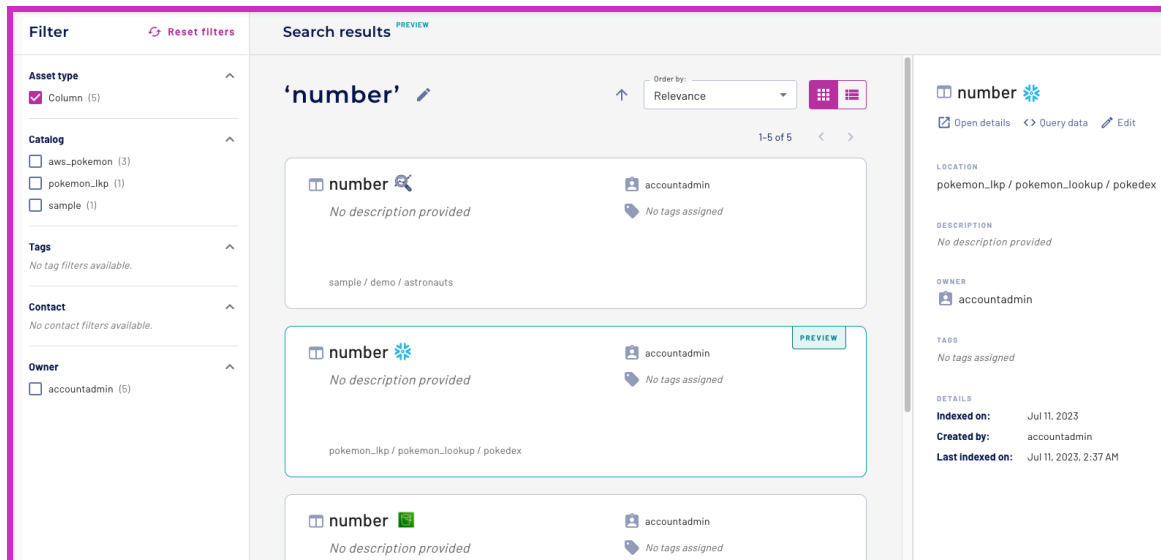 Filter
Reset filters
Asset type
Column (5)
Catalog
aws_pokemon (3)
pokemon_lkp (1)
sample (1)
Tags
No tag filters available.
Contact
No contact filters available.
Owner
accountadmin (5)
Search results PREVIEW
‘number’
Order by:
Relevance
1-5 of 5
number
No description provided
accountadmin
No tags assigned
sample / demo / astronauts
PREVIEW
number
No description provided
accountadmin
No tags assigned
pokemon_lkp / pokemon_lookup / pokedex
number
No description provided
accountadmin
No tags assigned
number
Open details
Query data
Edit
LOCATION
pokemon_lkp / pokemon_lookup / pokedex
DESCRIPTION
No description provided
OWNER
accountadmin
TAGS
No tags assigned
DETAILS
Indexed on: Jul 11, 2023
Created by: accountadmin
Last indexed on: Jul 11, 2023, 2:37 AM